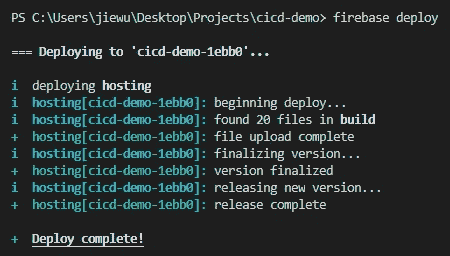 PS C:\Users\jiewu\Desktop\Projects\cicd-demo> firebase deploy
=== Deploying to 'cicd-demo-1ebb0'...
i deploying hosting
i hosting[cicd-demo-1ebb0]: beginning deploy...
i hosting[cicd-demo-1ebb0]: found 20 files in build
+ hosting[cicd-demo-1ebb0]: file upload complete
i hosting[cicd-demo-1ebb0]: finalizing version...
+ hosting[cicd-demo-1ebb0]: version finalized
i hosting[cicd-demo-1ebb0]: releasing new version...
+ hosting[cicd-demo-1ebb0]: release complete
+ Deploy complete!